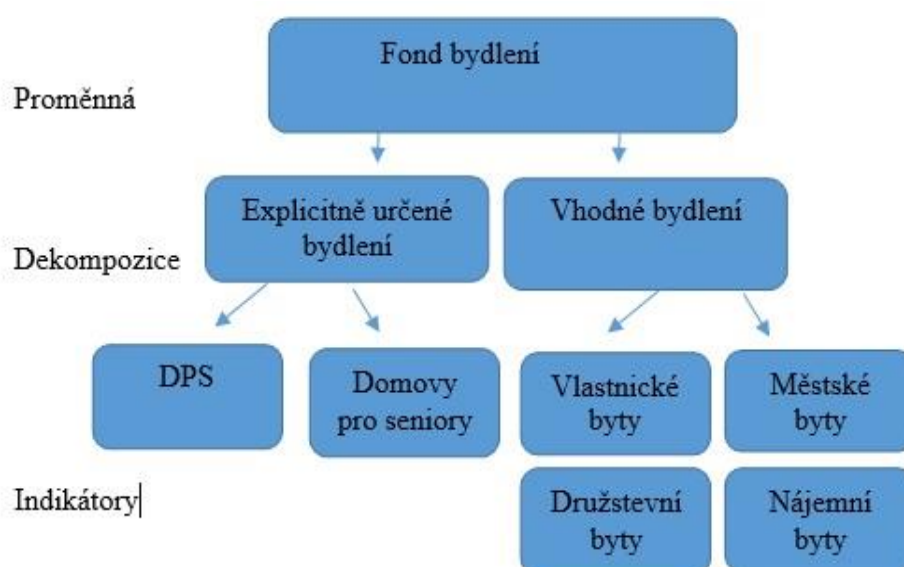 Fond bydlení
Proměnná
Explicitně určené
bydlení
Vhodné bydlení
Dekompozice
DPS
Domovy
pro seniory
Vlastnické
byty
Městské
byty
Indikátory
Družstevní
byty
Nájemní
byty